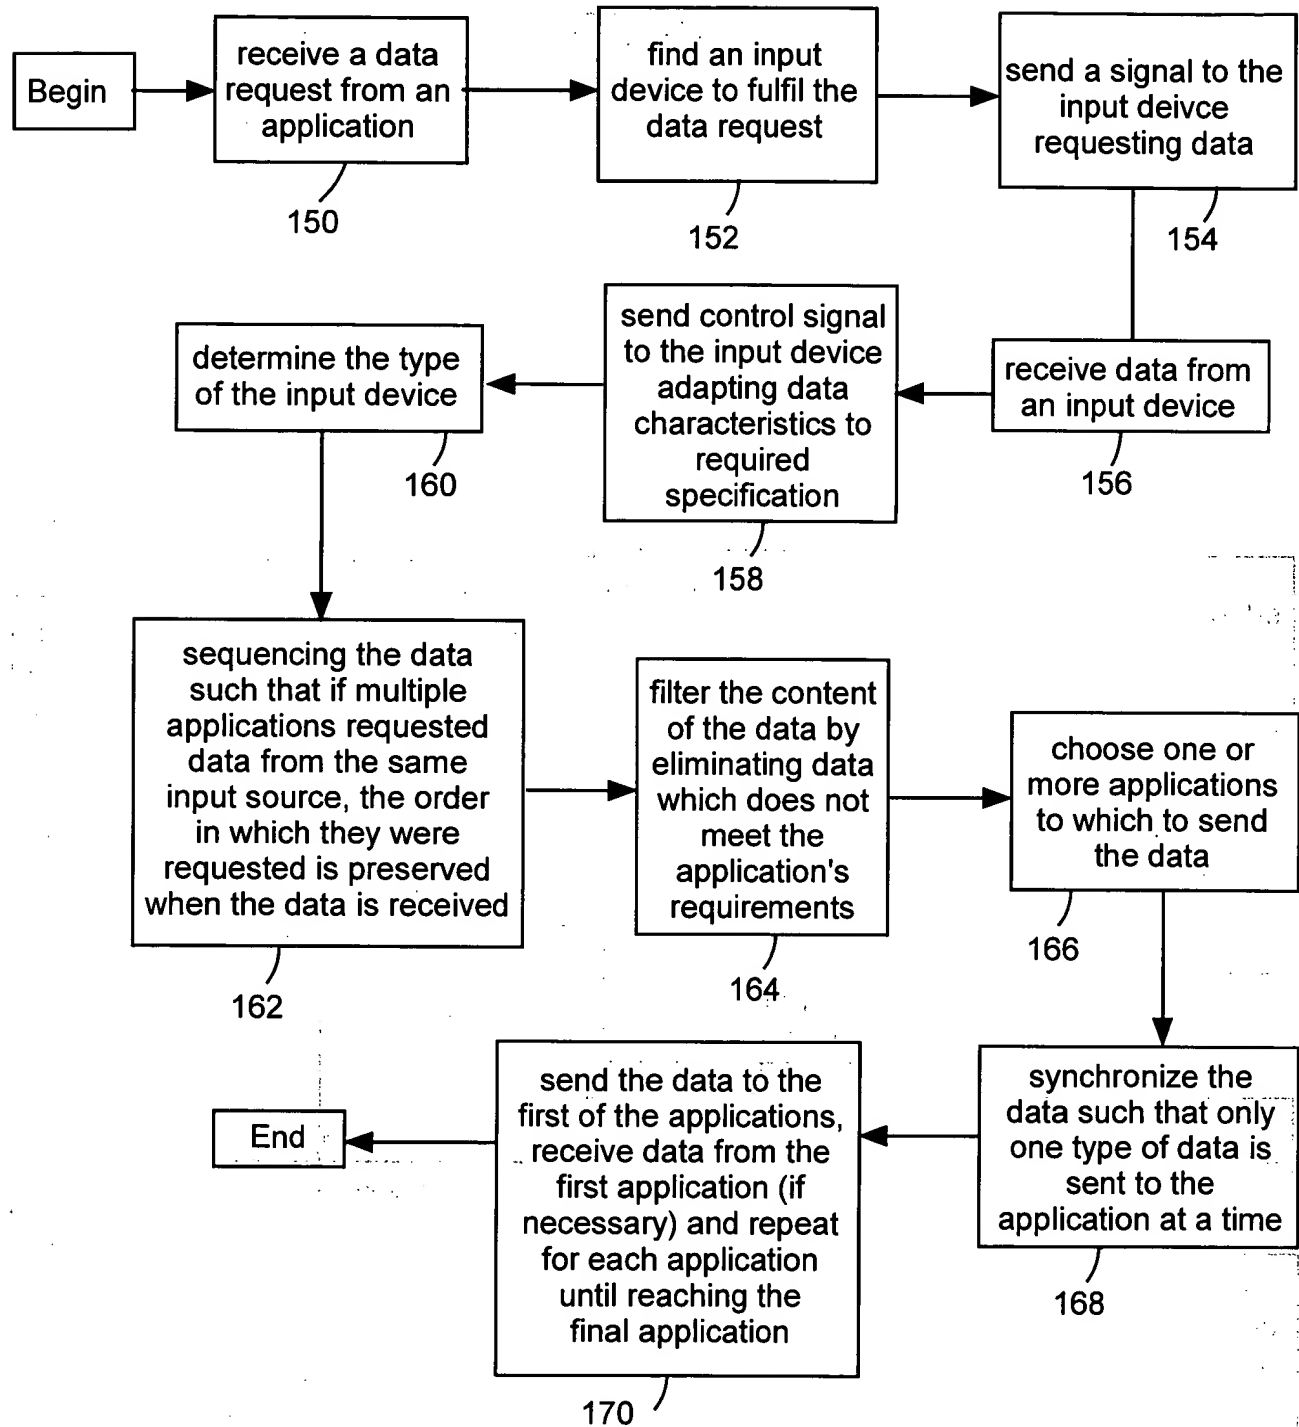 Begin
receive a data
request from an
application
150
find an input
device to fulfil the
data request
152
send a signal to the
input deivce
requesting data
154
receive data from
an input device
156
send control signal
to the input device
adapting data
characteristics to
required
specification
158
determine the type
of the input device
160
sequencing the data
such that if multiple
applications requested
data from the same
input source, the order
in which they were
requested is preserved
when the data is received
162
filter the content
of the data by
eliminating data
which does not
meet the
application's
requirements
164
choose one or
more applications
to which to send
the data
166
synchronize the
data such that only
one type of data is
sent to the
application at a time
168
send the data to the
first of the applications,
receive data from the
first application (if
necessary) and repeat
for each application
until reaching the
final application
170
End